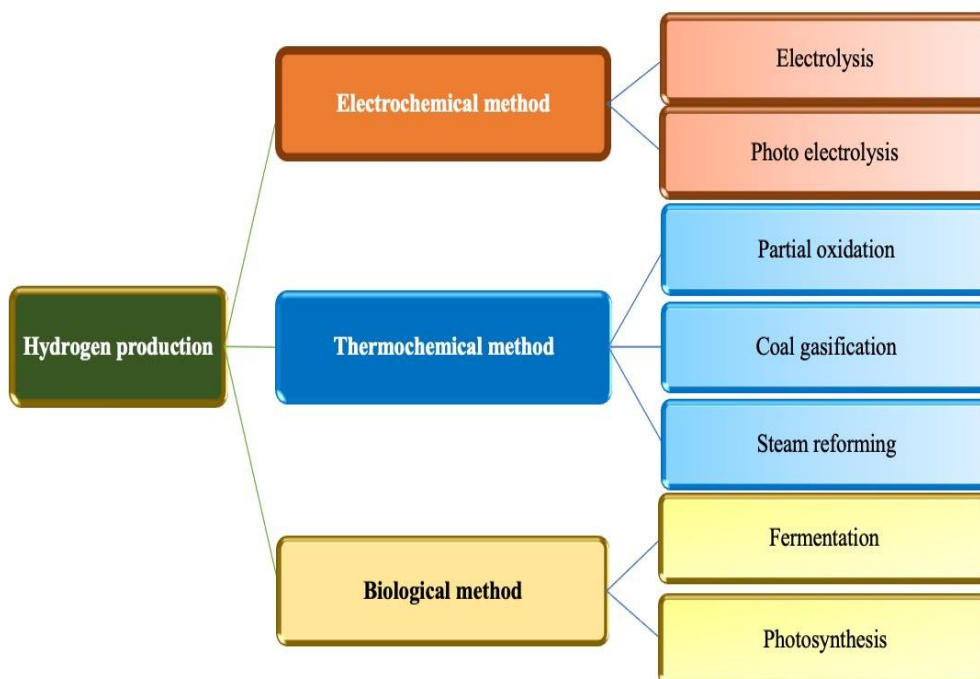 Hydrogen production
Electrochemical method
Electrolysis
Photo electrolysis
Thermochemical method
Partial oxidation
Coal gasification
Steam reforming
Biological method
Fermentation
Photosynthesis